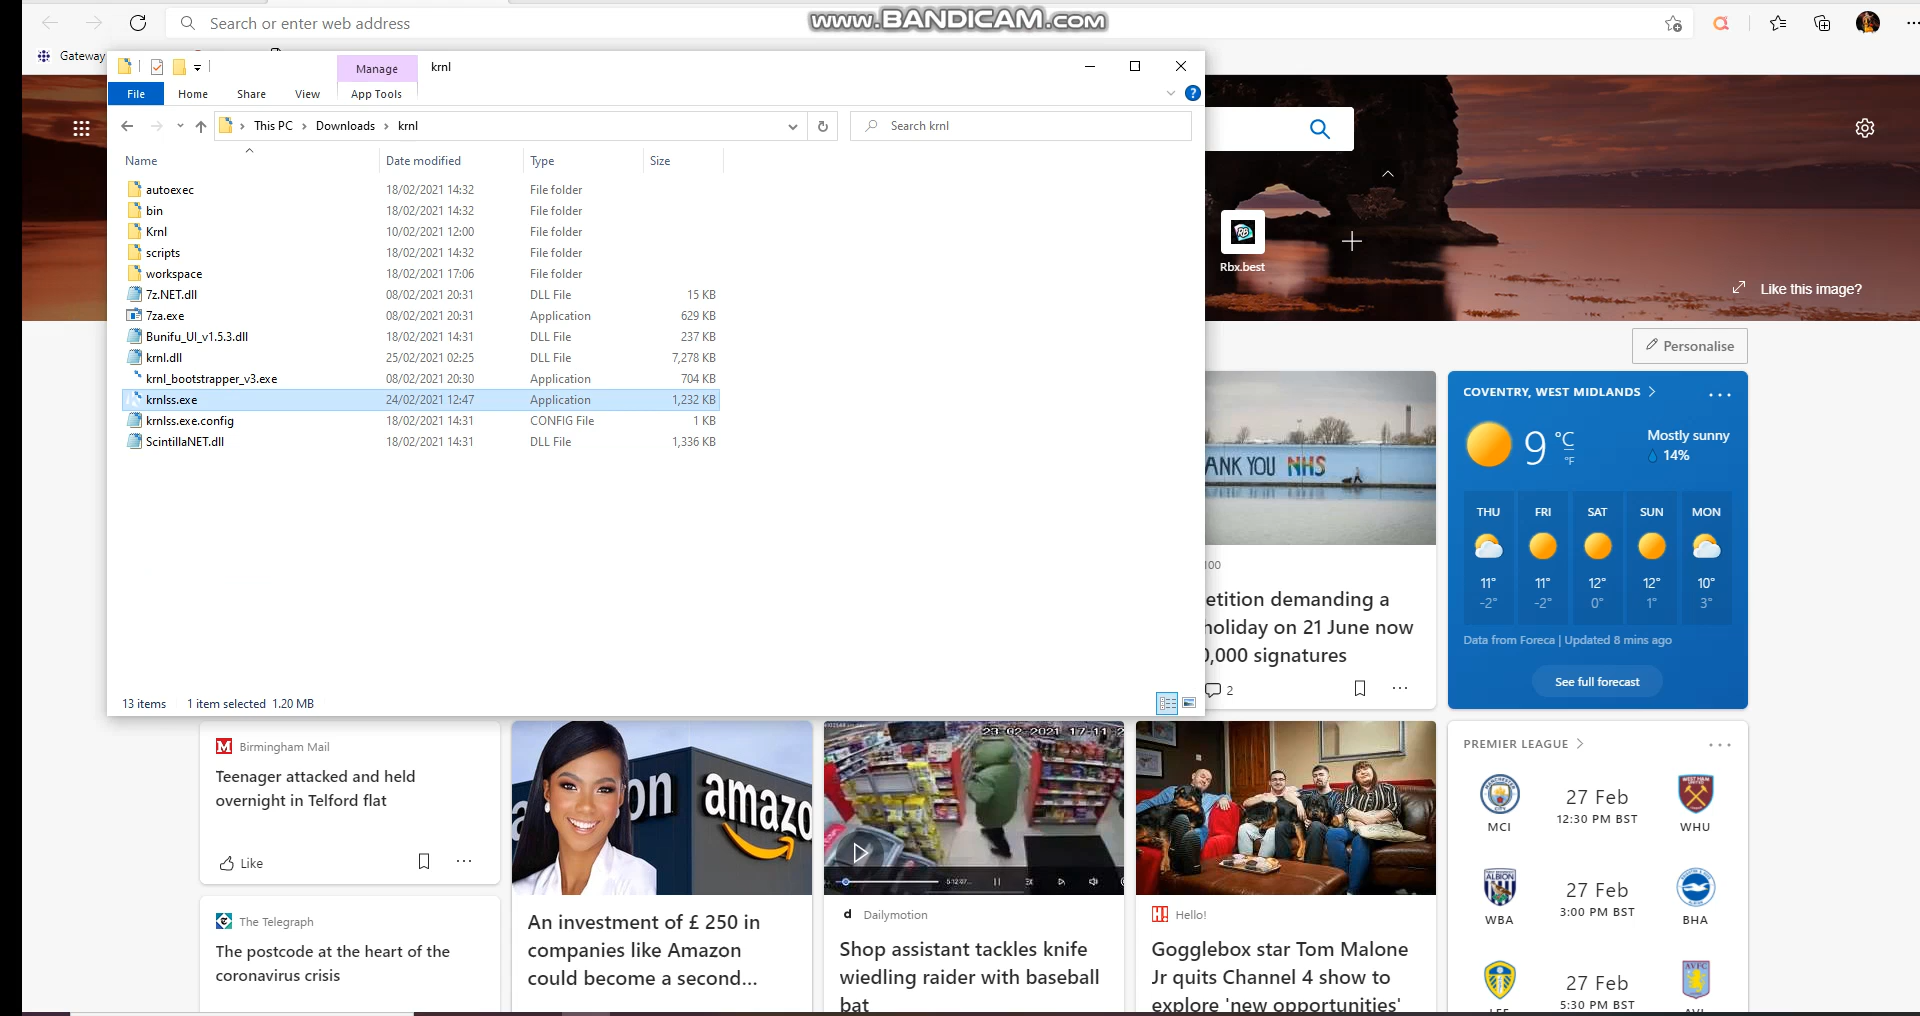 Search or enter web address
www.BANDICAM.com
Gateway
Manage
krnl
File
Home
Share
View
App Tools
This PC
Downloads
krnl
Search krnl
Name
Date modified
Type
Size
autoexec 18/02/2021 14:32 File folder
bin 18/02/2021 14:32 File folder
Krnl 10/02/2021 12:00 File folder
scripts 18/02/2021 14:32 File folder
workspace 18/02/2021 17:06 File folder
7z.NET.dll 08/02/2021 20:31 DLL File 15 KB
7za.exe 08/02/2021 20:31 Application 629 KB
Bunifu_UI_v1.5.3.dll 18/02/2021 14:31 DLL File 237 KB
krnl.dll 25/02/2021 02:25 DLL File 7,278 KB
krnl_bootstrapper_v3.exe 08/02/2021 20:30 Application 704 KB
krnlss.exe 24/02/2021 12:47 Application 1,232 KB
krnlss.exe.config 18/02/2021 14:31 CONFIG File 1 KB
ScintillaNET.dll 18/02/2021 14:31 DLL File 1,336 KB
13 items 1 item selected 1.20 MB
RB
Rbx.best
Like this image?
Personalise
ANK YOU NHS
100
etition demanding a
holiday on 21 June now
0,000 signatures
2
COVENTRY, WEST MIDLANDS
9 °C
°F
Mostly sunny
14%
THU FRI SAT SUN MON
11° 11° 12° 12° 10°
-2° -2° 0° 1° 3°
Data from Foreca | Updated 8 mins ago
See full forecast
Birmingham Mail
Teenager attacked and held
overnight in Telford flat
Like
The Telegraph
The postcode at the heart of the
coronavirus crisis
amazo
An investment of £ 250 in
companies like Amazon
could become a second...
23-02-2021 17-11-2
Dailymotion
Shop assistant tackles knife
wiedling raider with baseball
bat
Hello!
Gogglebox star Tom Malone
Jr quits Channel 4 show to
explore 'new opportunities'
PREMIER LEAGUE
MCI
27 Feb
12:30 PM BST
WHU
WBA
27 Feb
3:00 PM BST
BHA
27 Feb
5:30 PM BST